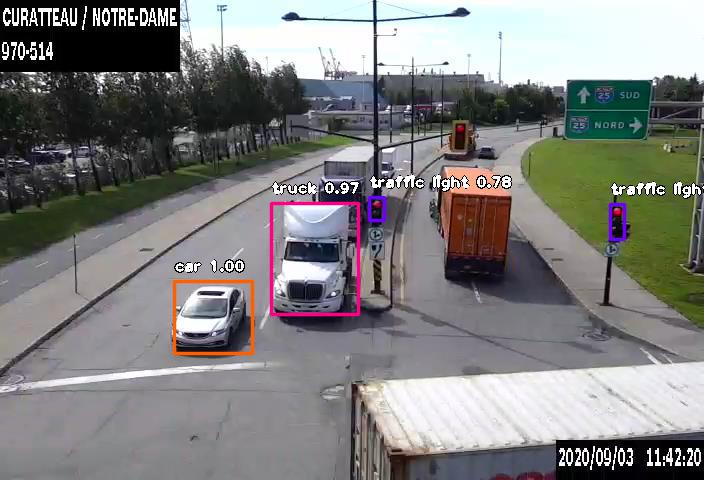 CURATTEAU / NOTRE-DAME
970-514
25 SUD
25 NORD
truck 0.97
traffic light 0.78
traffic light
car 1.00
2020/09/03 11:42:20